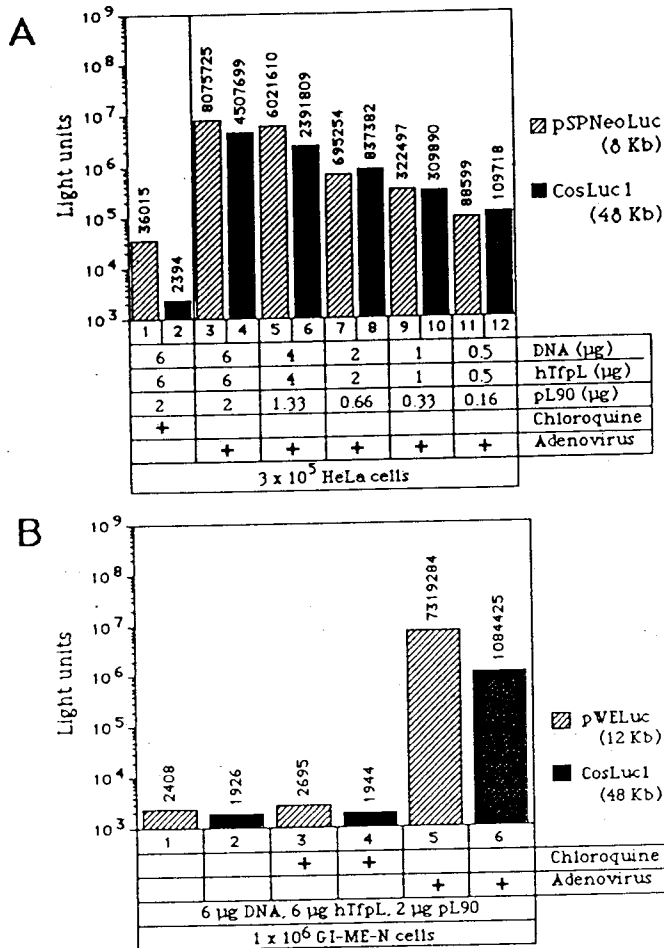 A
Light units
10⁹
10⁸
10⁷
10⁶
10⁵
10⁴
10³
36015
2394
8075725
4507699
6021610
2391809
695254
837382
322497
309890
88599
109718
pSPNeoLuc
(8 Kb)
CosLuc1
(48 Kb)
1 2 3 4 5 6 7 8 9 10 11 12
6 6 4 2 1 0.5 DNA (µg)
6 6 4 2 1 0.5 hTfpL (µg)
2 2 1.33 0.66 0.33 0.16 pL90 (µg)
+ Chloroquine
+ + + + + Adenovirus
3 x 10⁵ HeLa cells
B
Light units
10⁹
10⁸
10⁷
10⁶
10⁵
10⁴
10³
2408
1926
2695
1944
7319284
1084425
pWELuc
(12 Kb)
CosLuc1
(48 Kb)
1 2 3 4 5 6
+ + Chloroquine
+ + Adenovirus
6 µg DNA, 6 µg hTfpL, 2 µg pL90
1 x 10⁶ GI-ME-N cells